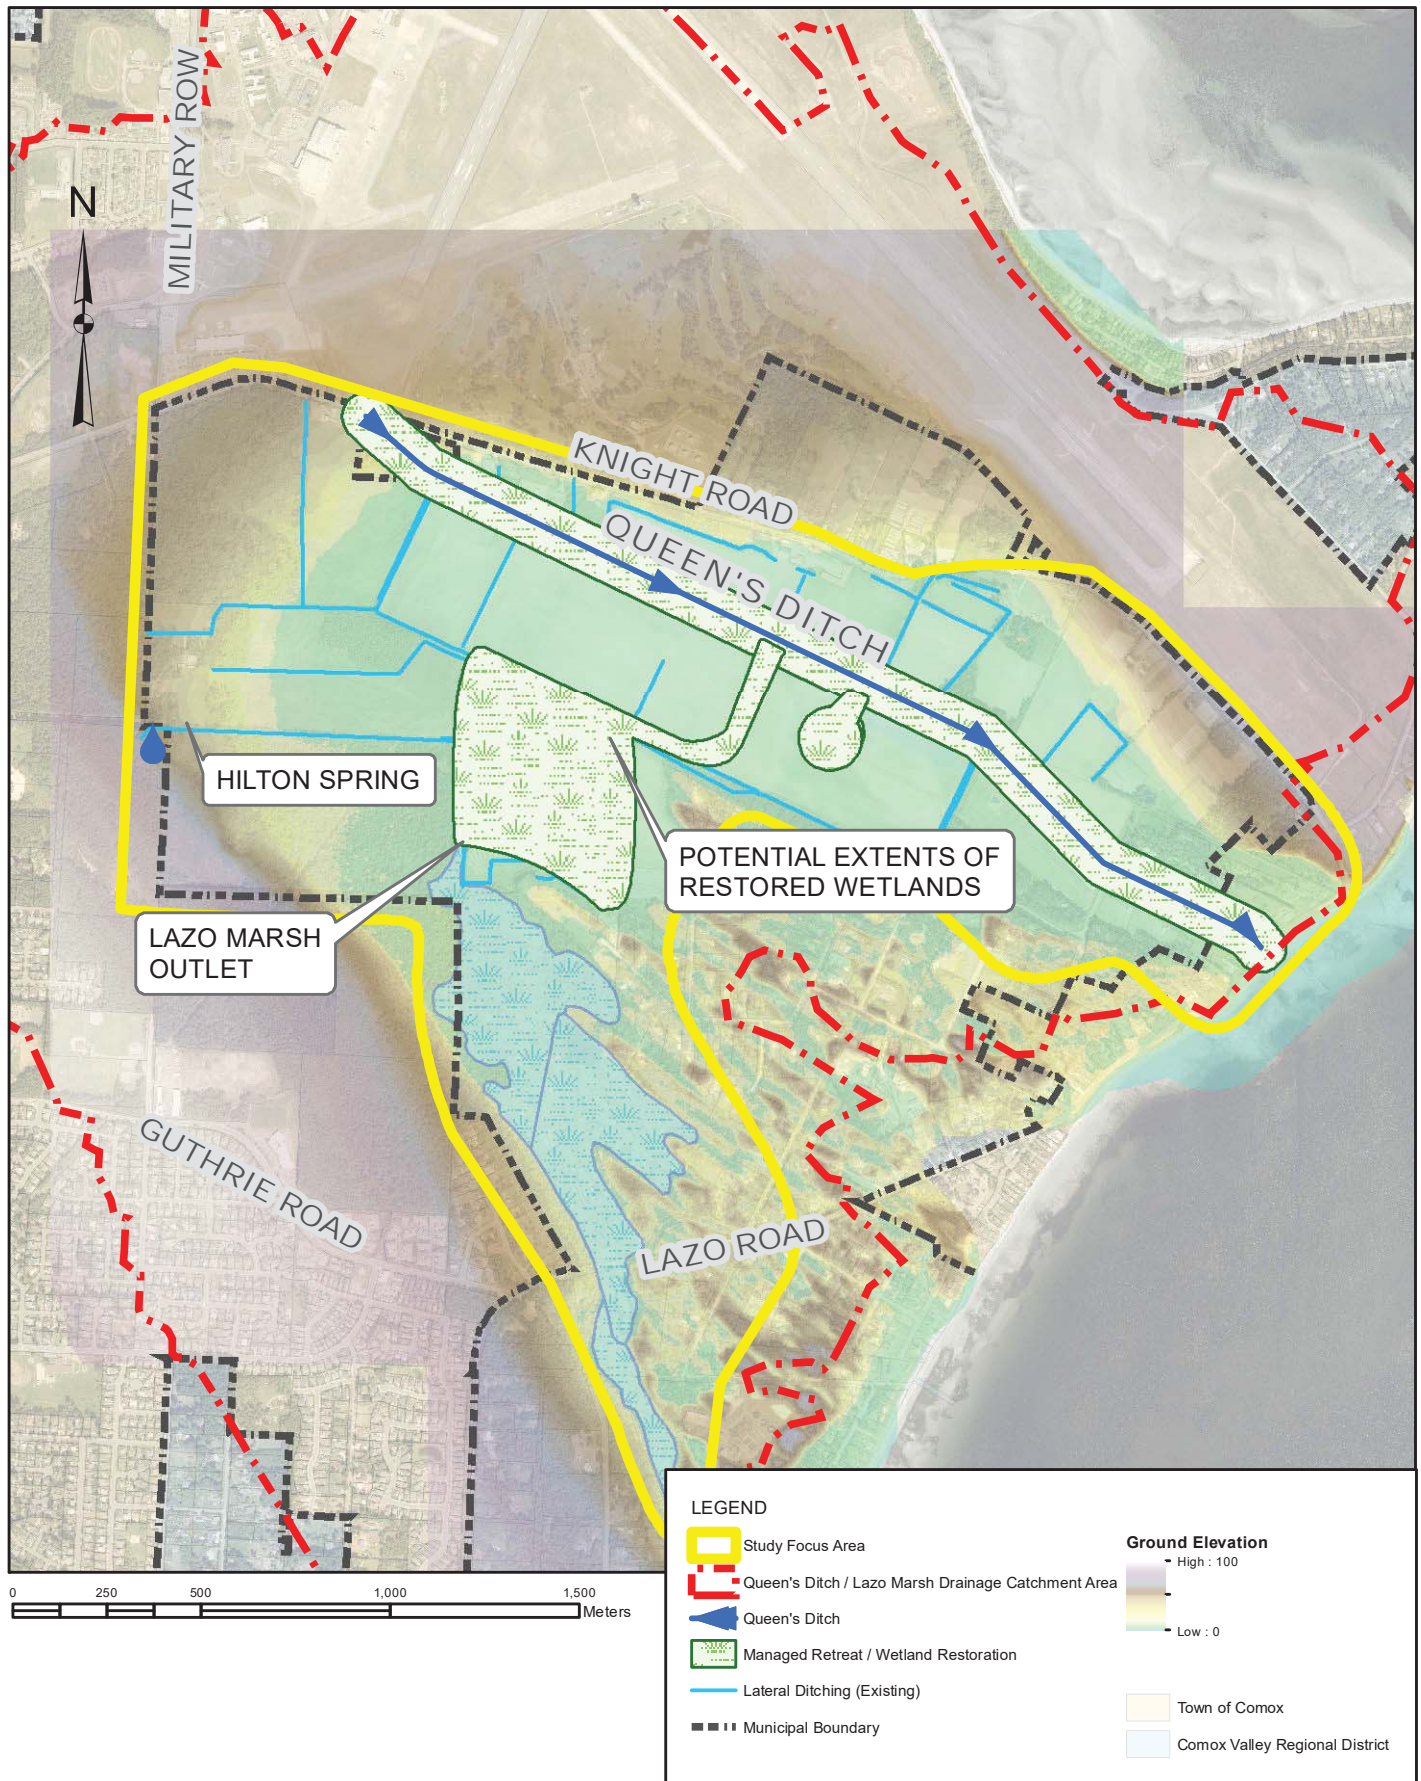 MILITARY ROW
N
KNIGHT ROAD
QUEEN'S DITCH
HILTON SPRING
POTENTIAL EXTENTS OF
RESTORED WETLANDS
LAZO MARSH
OUTLET
GUTHRIE ROAD
LAZO ROAD
LEGEND
Study Focus Area
Queen's Ditch / Lazo Marsh Drainage Catchment Area
Queen's Ditch
Managed Retreat / Wetland Restoration
Lateral Ditching (Existing)
Municipal Boundary
Ground Elevation
High : 100
Low : 0
Town of Comox
Comox Valley Regional District
0 250 500 1,000 1,500
Meters